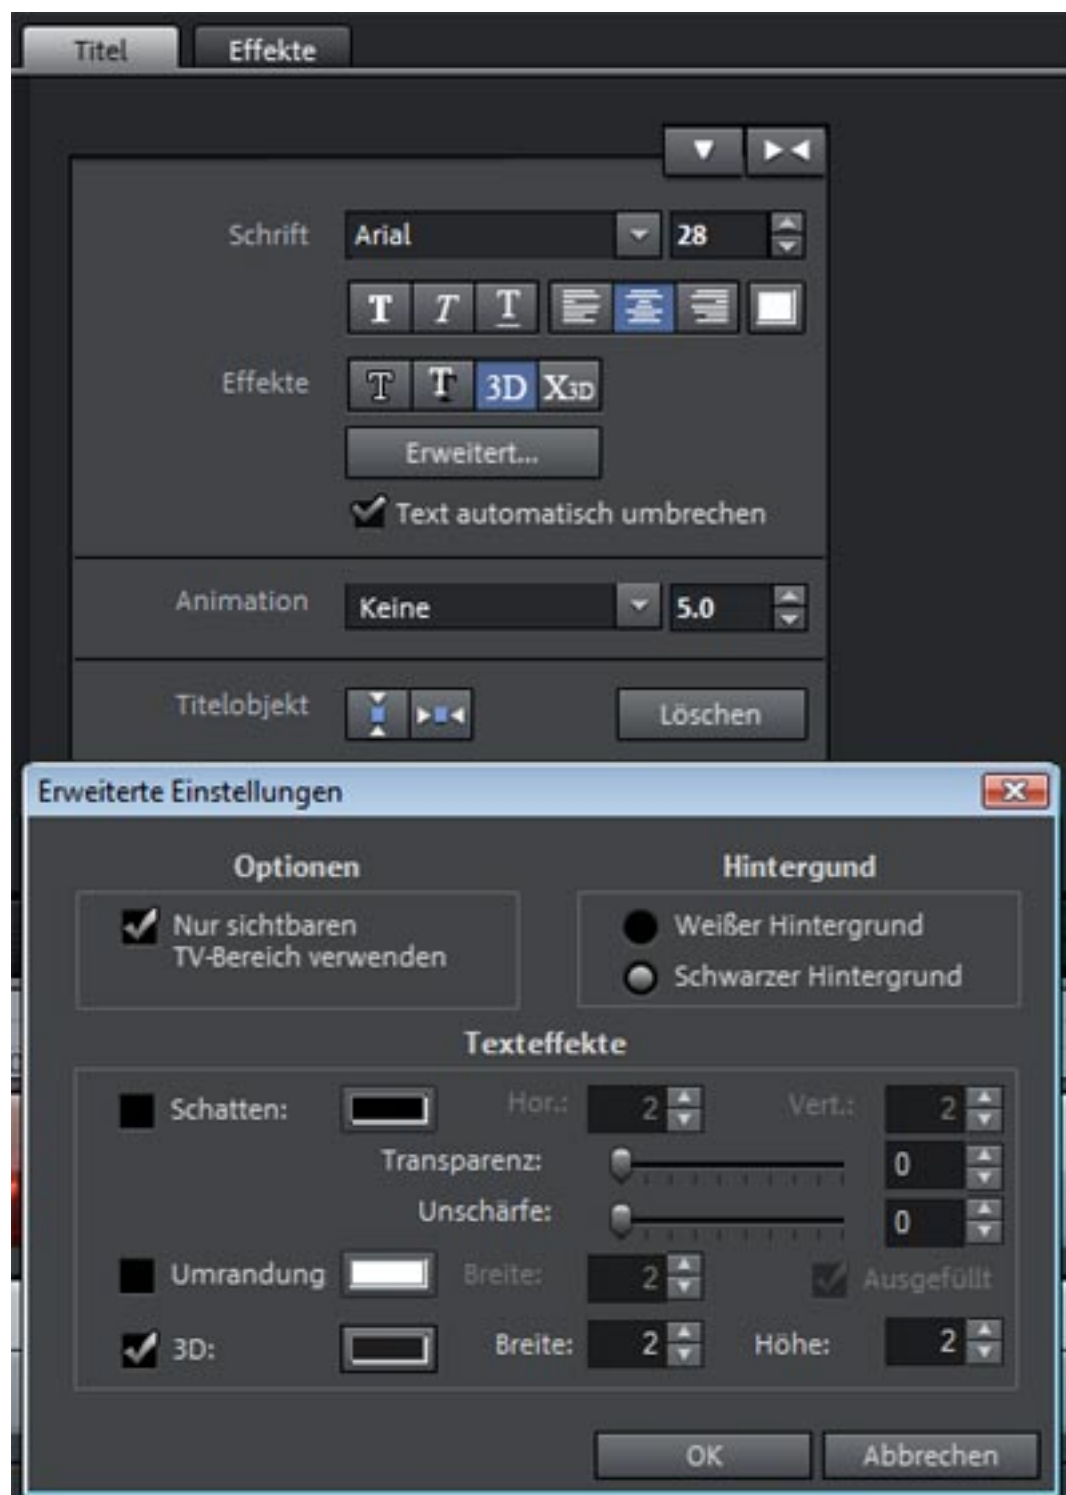 Titel Effekte
Schrift Arial 28
T T T
Effekte T T 3D X3D
Erweitert...
Text automatisch umbrechen
Animation Keine 5.0
Titelobjekt Löschen
Erweiterte Einstellungen
Optionen Hintergund
Nur sichtbaren
TV-Bereich verwenden
Weißer Hintergrund
Schwarzer Hintergrund
Texteffekte
Schatten: Hor.: 2 Vert.: 2
Transparenz: 0
Unschärfe: 0
Umrandung Breite: 2 Ausgefüllt
3D: Breite: 2 Höhe: 2
OK Abbrechen